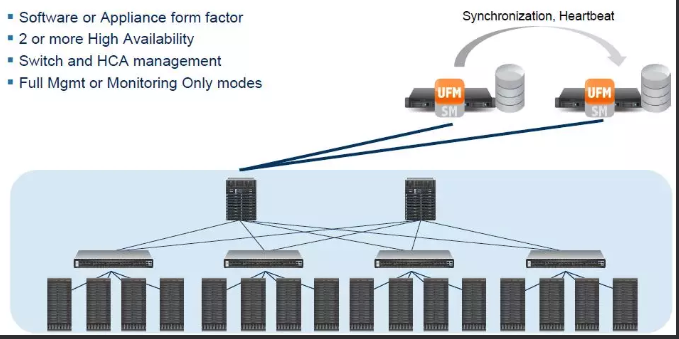 Software or Appliance form factor
2 or more High Availability
Switch and HCA management
Full Mgmt or Monitoring Only modes
Synchronization, Heartbeat
UFM
SM
UFM
SM